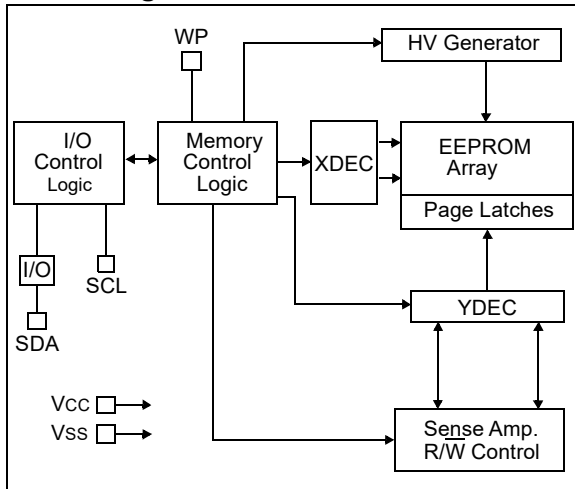 WP
HV Generator
I/O
Control
Logic
Memory
Control
Logic
XDEC
EEPROM
Array
Page Latches
I/O
SCL
SDA
YDEC
VCC
VSS
Sense Amp.
R/W̅ Control